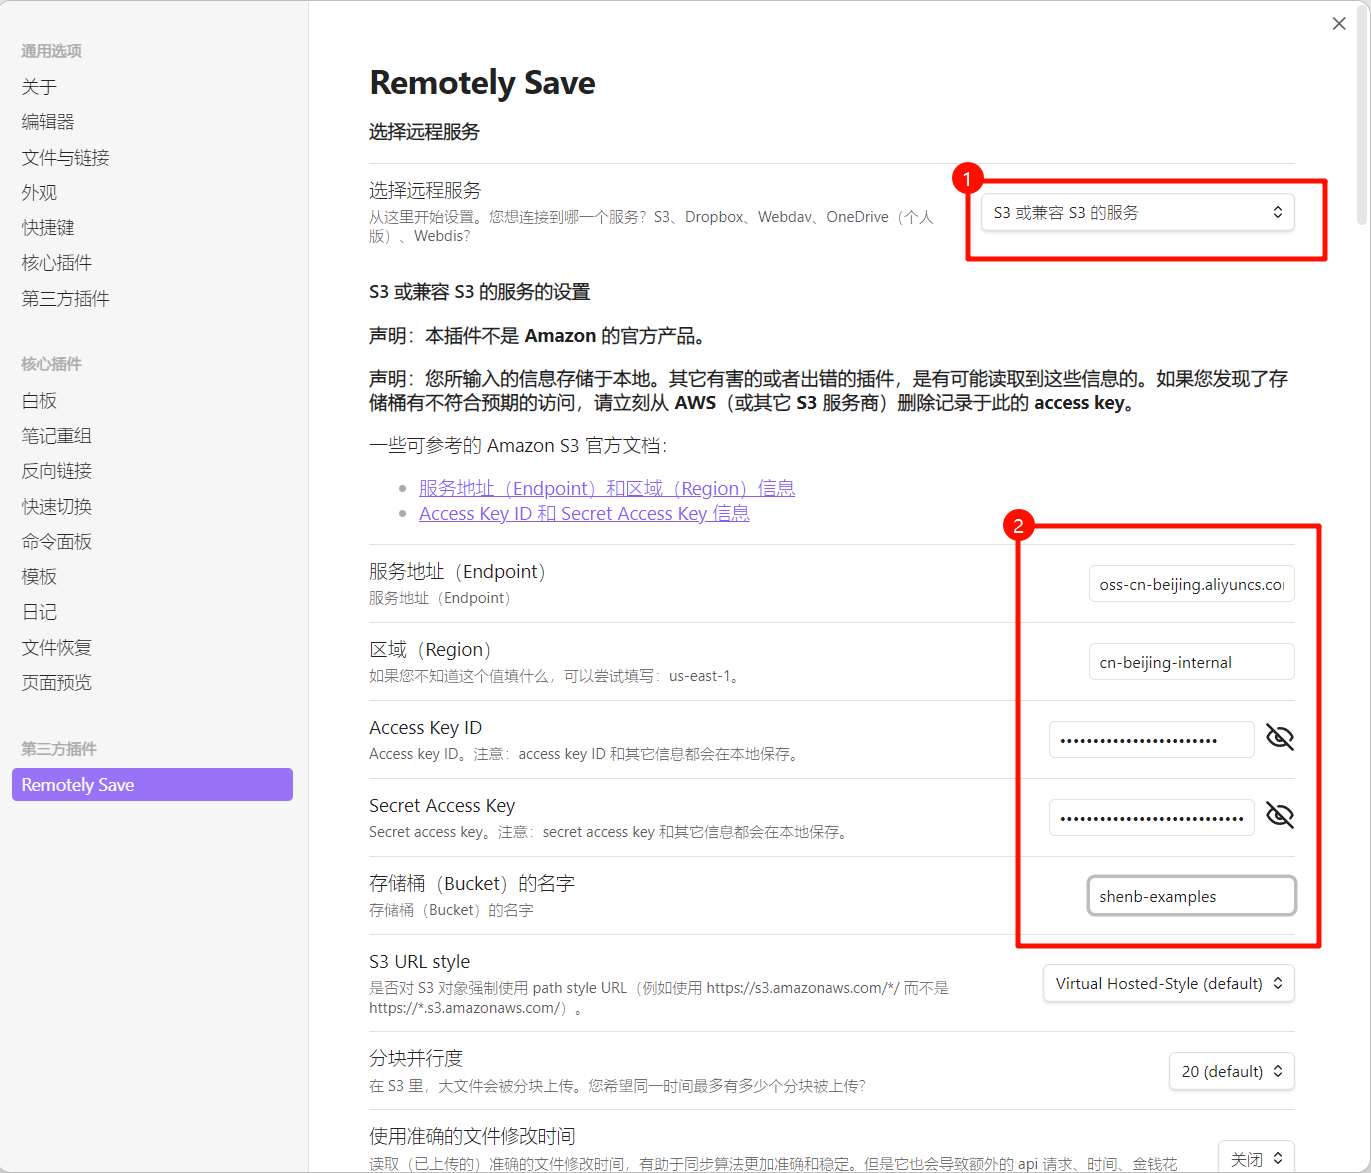 通用选项
关于
编辑器
文件与链接
外观
快捷键
核心插件
第三方插件
核心插件
白板
笔记重组
反向链接
快速切换
命令面板
模板
日记
文件恢复
页面预览
第三方插件
Remotely Save
Remotely Save
选择远程服务
选择远程服务
从这里开始设置。您想连接到哪一个服务？S3、Dropbox、Webdav、OneDrive（个人
版）、Webdis？
1
S3 或兼容 S3 的服务
S3 或兼容 S3 的服务的设置
声明：本插件不是 Amazon 的官方产品。
声明：您所输入的信息存储于本地。其它有害的或者出错的插件，是有可能读取到这些信息的。如果您发现了存
储桶有不符合预期的访问，请立刻从 AWS（或其它 S3 服务商）删除记录于此的 access key。
一些可参考的 Amazon S3 官方文档：
服务地址（Endpoint）和区域（Region）信息
Access Key ID 和 Secret Access Key 信息
2
服务地址（Endpoint）
服务地址（Endpoint）
oss-cn-beijing.aliyuncs.co
区域（Region）
如果您不知道这个值填什么，可以尝试填写：us-east-1。
cn-beijing-internal
Access Key ID
Access key ID。注意：access key ID 和其它信息都会在本地保存。
Secret Access Key
Secret access key。注意：secret access key 和其它信息都会在本地保存。
存储桶（Bucket）的名字
存储桶（Bucket）的名字
shenb-examples
S3 URL style
是否对 S3 对象强制使用 path style URL（例如使用 https://s3.amazonaws.com/*/ 而不是
https://*.s3.amazonaws.com/）。
Virtual Hosted-Style (default)
分块并行度
在 S3 里，大文件会被分块上传。您希望同一时间最多有多少个分块被上传？
20 (default)
使用准确的文件修改时间
读取（已上传的）准确的文件修改时间，有助于同步算法更加准确和稳定。但是它也会导致额外的 api 请求、时间、金钱花
关闭